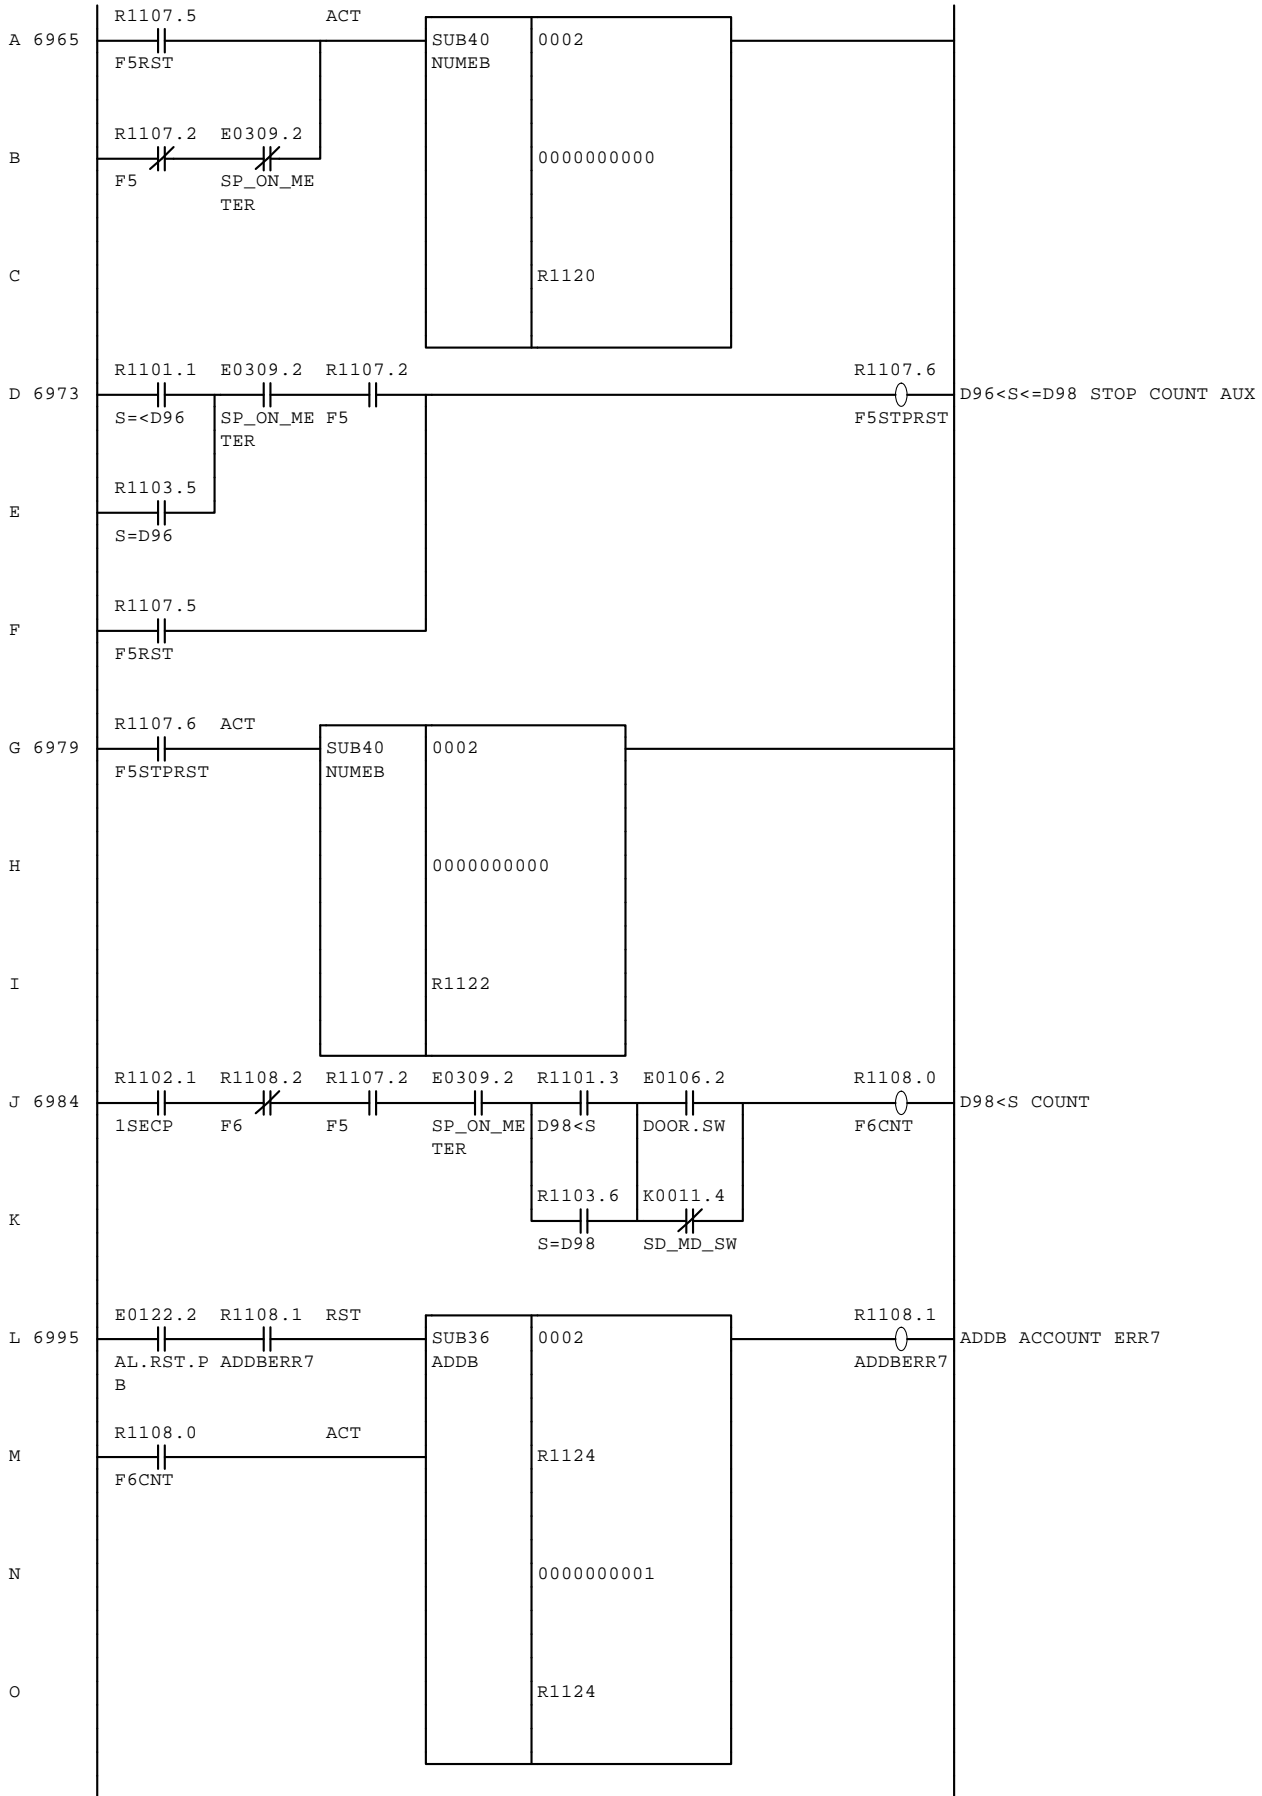 R1107.5 ACT
A 6965 SUB40 0002
F5RST NUMEB
R1107.2 E0309.2
B 0000000000
F5 SP_ON_ME
TER
C R1120
R1101.1 E0309.2 R1107.2 R1107.6
D 6973 D96<S<=D98 STOP COUNT AUX
S=<D96 SP_ON_ME F5 F5STPRST
TER
R1103.5
E
S=D96
R1107.5
F
F5RST
R1107.6 ACT
G 6979 SUB40 0002
F5STPRST NUMEB
H 0000000000
I R1122
R1102.1 R1108.2 R1107.2 E0309.2 R1101.3 E0106.2 R1108.0
J 6984 D98<S COUNT
1SECP F6 F5 SP_ON_ME D98<S DOOR.SW F6CNT
TER
R1103.6 K0011.4
K
S=D98 SD_MD_SW
E0122.2 R1108.1 RST R1108.1
L 6995 SUB36 0002 ADDB ACCOUNT ERR7
AL.RST.P ADDBERR7 ADDB ADDBERR7
B
R1108.0 ACT
M R1124
F6CNT
N 0000000001
O R1124